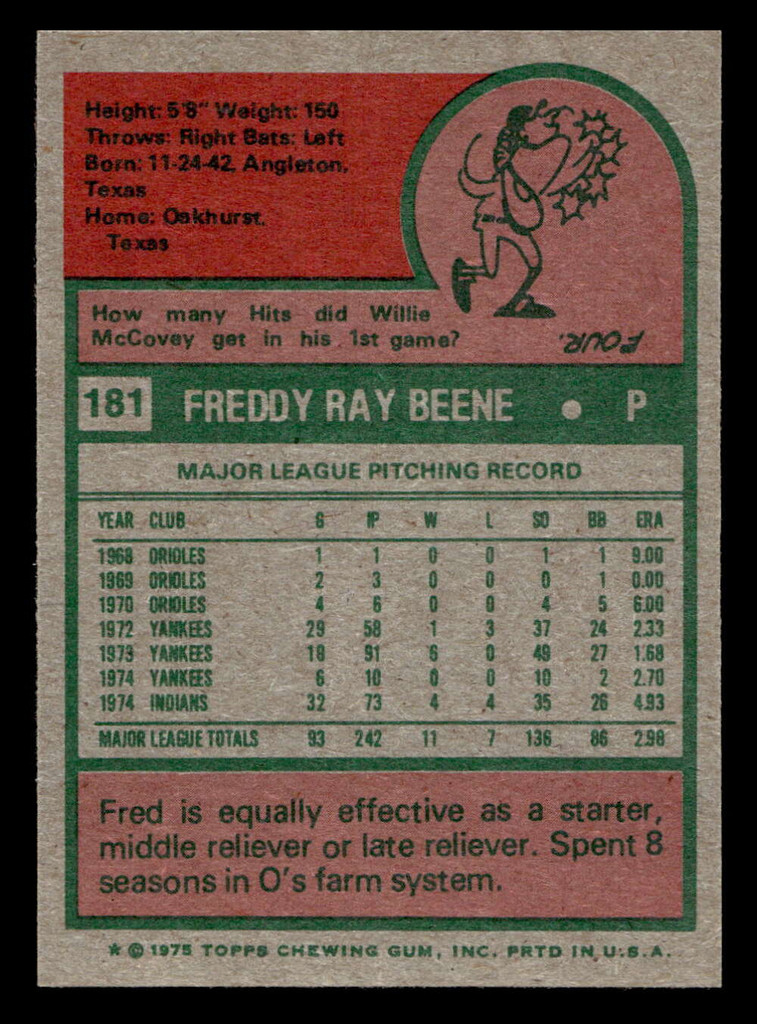 Height: 5'8" Weight: 150
Throws: Right Bats: Left
Born: 11-24-42, Angleton,
Texas
Home: Oakhurst,
Texas
How many Hits did Willie
McCovey get in his 1st game?
FOUR.
181 FREDDY RAY BEENE • P
MAJOR LEAGUE PITCHING RECORD
YEAR CLUB G IP W L SO BB ERA
1968 ORIOLES 1 1 0 0 1 1 9.00
1969 ORIOLES 2 3 0 0 0 1 0.00
1970 ORIOLES 4 6 0 0 4 5 6.00
1972 YANKEES 29 58 1 3 37 24 2.33
1973 YANKEES 19 91 6 0 49 27 1.68
1974 YANKEES 6 10 0 0 10 2 2.70
1974 INDIANS 32 73 4 4 35 26 4.93
MAJOR LEAGUE TOTALS 93 242 11 7 136 86 2.98
Fred is equally effective as a starter,
middle reliever or late reliever. Spent 8
seasons in O's farm system.
* © 1975 TOPPS CHEWING GUM, INC. PRTD IN U.S.A.